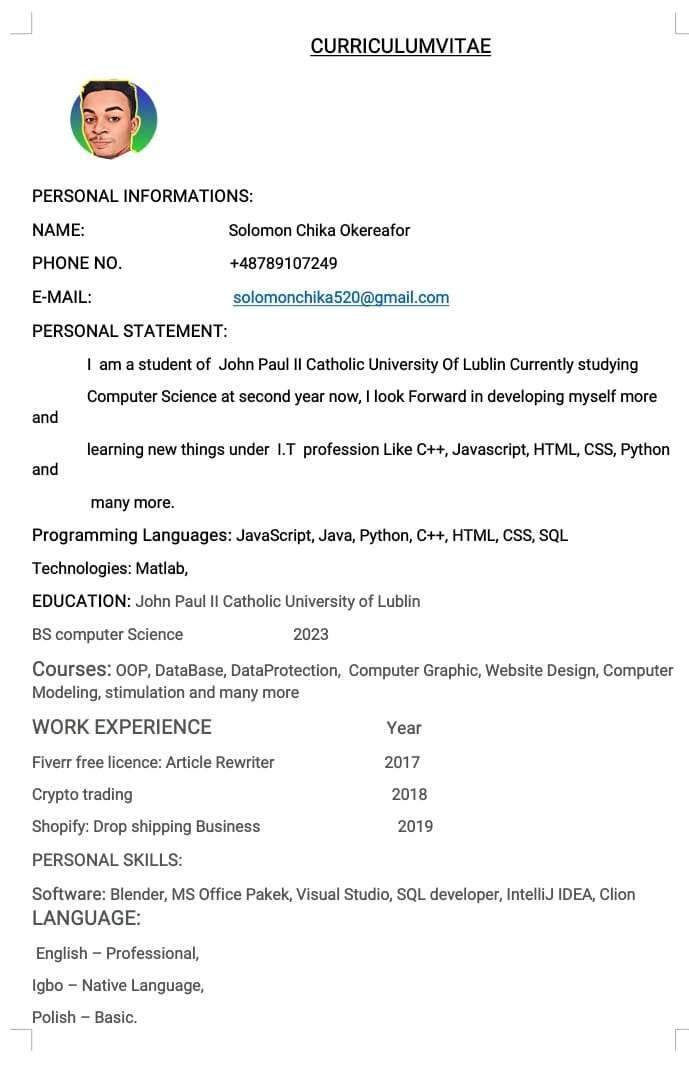 CURRICULUMVITAE
PERSONAL INFORMATIONS:
NAME: Solomon Chika Okereafor
PHONE NO. +48789107249
E-MAIL: solomonchika520@gmail.com
PERSONAL STATEMENT:
I am a student of John Paul II Catholic University Of Lublin Currently studying
Computer Science at second year now, I look Forward in developing myself more
and
learning new things under I.T profession Like C++, Javascript, HTML, CSS, Python
and
many more.
Programming Languages: JavaScript, Java, Python, C++, HTML, CSS, SQL
Technologies: Matlab,
EDUCATION: John Paul II Catholic University of Lublin
BS computer Science 2023
Courses: OOP, DataBase, DataProtection, Computer Graphic, Website Design, Computer
Modeling, stimulation and many more
WORK EXPERIENCE Year
Fiverr free licence: Article Rewriter 2017
Crypto trading 2018
Shopify: Drop shipping Business 2019
PERSONAL SKILLS:
Software: Blender, MS Office Pakek, Visual Studio, SQL developer, IntelliJ IDEA, Clion
LANGUAGE:
English – Professional,
Igbo – Native Language,
Polish – Basic.